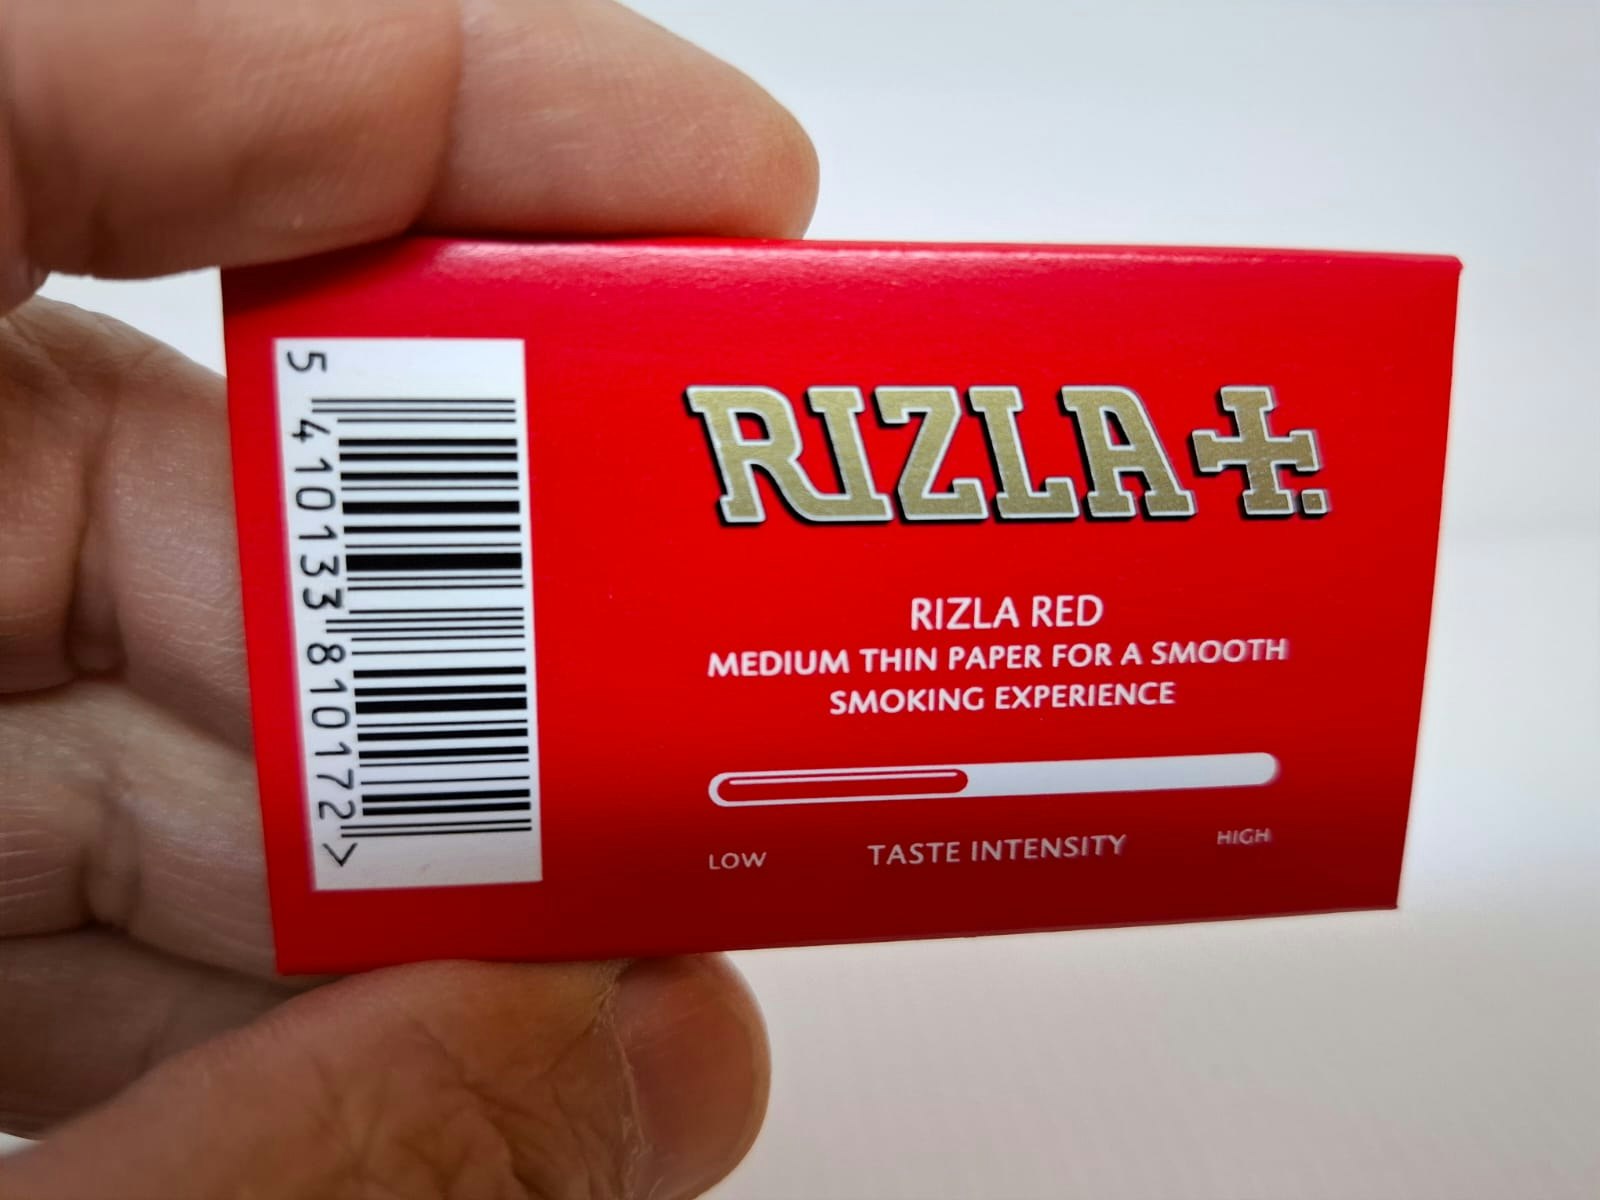 5 410133 810172 >
RIZLA+.
RIZLA RED
MEDIUM THIN PAPER FOR A SMOOTH
SMOKING EXPERIENCE
LOW TASTE INTENSITY HIGH